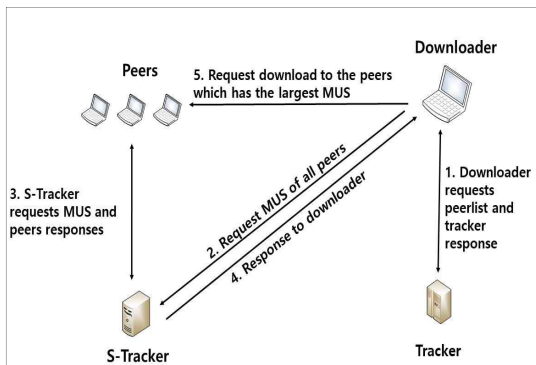 Downloader
Peers
5. Request download to the peers
which has the largest MUS
1. Downloader
requests
peerlist and
tracker
response
2. Request MUS of all peers
4. Response to downloader
3. S-Tracker
requests MUS and
peers responses
S-Tracker
Tracker